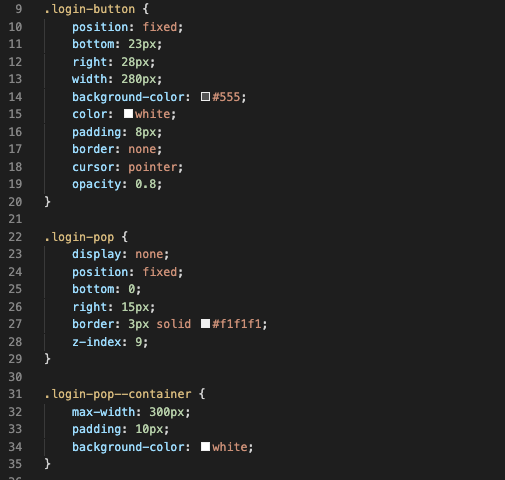 9 .login-button {
10 position: fixed;
11 bottom: 23px;
12 right: 28px;
13 width: 280px;
14 background-color: #555;
15 color: white;
16 padding: 8px;
17 border: none;
18 cursor: pointer;
19 opacity: 0.8;
20 }
21
22 .login-pop {
23 display: none;
24 position: fixed;
25 bottom: 0;
26 right: 15px;
27 border: 3px solid #f1f1f1;
28 z-index: 9;
29 }
30
31 .login-pop--container {
32 max-width: 300px;
33 padding: 10px;
34 background-color: white;
35 }